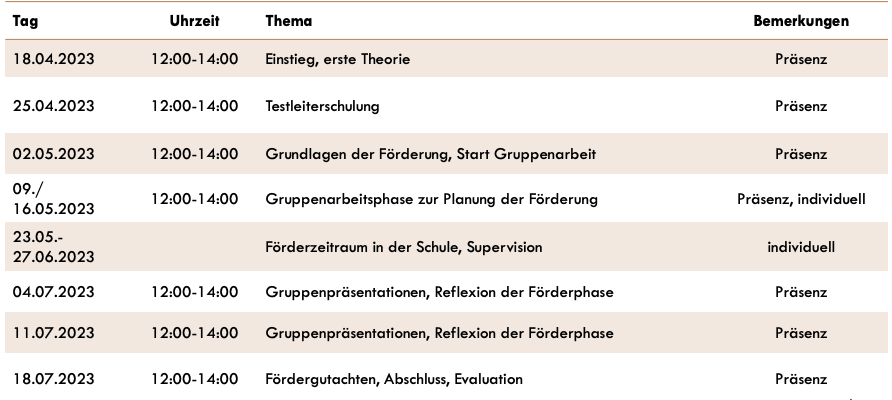 Tag Uhrzeit Thema Bemerkungen
18.04.2023 12:00-14:00 Einstieg, erste Theorie Präsenz
25.04.2023 12:00-14:00 Testleiterschulung Präsenz
02.05.2023 12:00-14:00 Grundlagen der Förderung, Start Gruppenarbeit Präsenz
09./
16.05.2023 12:00-14:00 Gruppenarbeitsphase zur Planung der Förderung Präsenz, individuell
23.05.-
27.06.2023 Förderzeitraum in der Schule, Supervision individuell
04.07.2023 12:00-14:00 Gruppenpräsentationen, Reflexion der Förderphase Präsenz
11.07.2023 12:00-14:00 Gruppenpräsentationen, Reflexion der Förderphase Präsenz
18.07.2023 12:00-14:00 Fördergutachten, Abschluss, Evaluation Präsenz